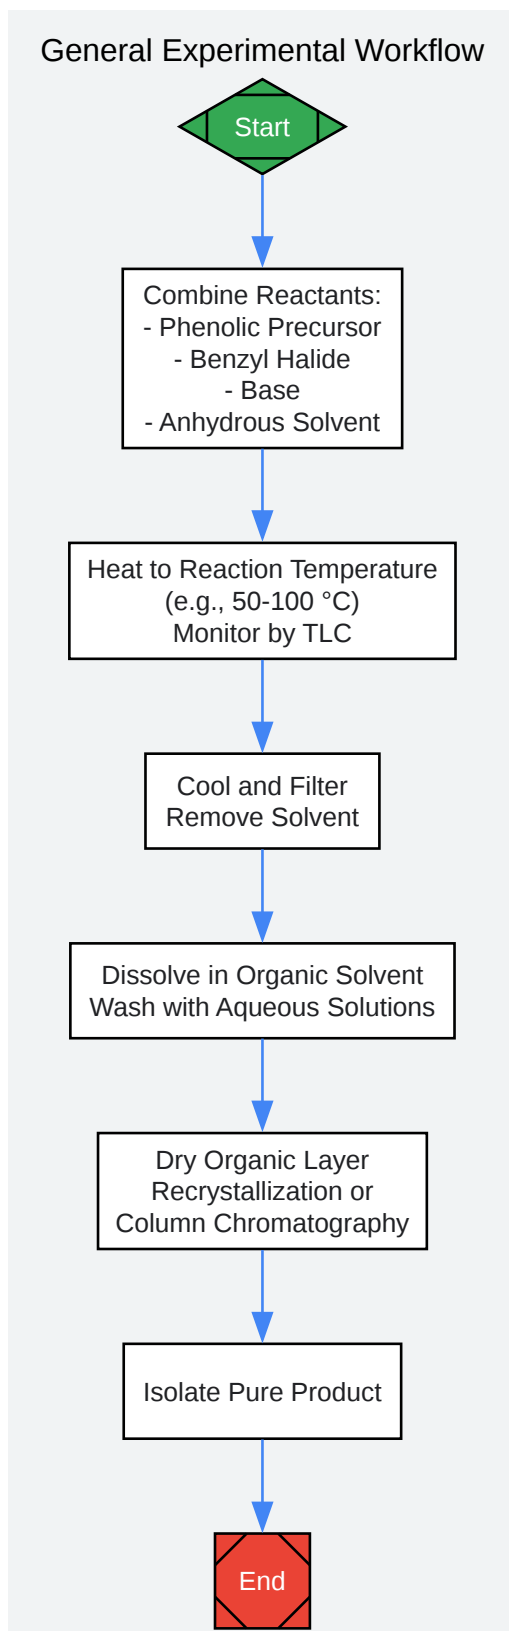 General Experimental Workflow
Start
Combine Reactants:
- Phenolic Precursor
- Benzyl Halide
- Base
- Anhydrous Solvent
Heat to Reaction Temperature
(e.g., 50-100 °C)
Monitor by TLC
Cool and Filter
Remove Solvent
Dissolve in Organic Solvent
Wash with Aqueous Solutions
Dry Organic Layer
Recrystallization or
Column Chromatography
Isolate Pure Product
End